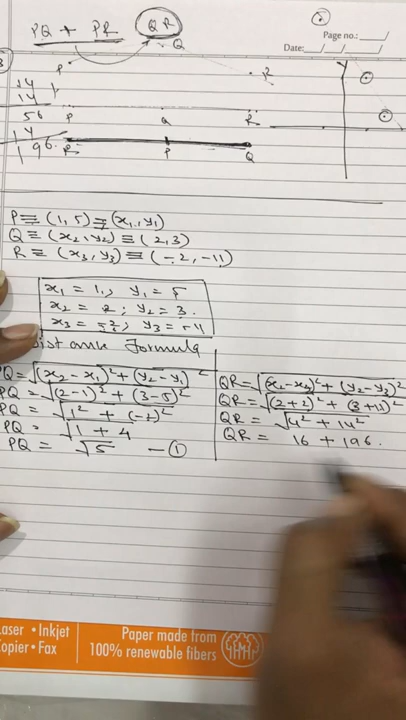 PQ + PR QR
Page no.: ___/
Date: __/__/__
Q
P R
14
14
56
P Q R
196
R P Q
P ≡ (1, 5) ≡ (x₁, y₁)
Q ≡ (x₂, y₂) ≡ (2, 3)
R ≡ (x₃, y₃) ≡ (-2, -11)
x₁ = 1, y₁ = 5
x₂ = 2; y₂ = 3.
y₃ = -11
Formula
PQ = √(x₂ - x₁)² + (y₂ - y₁)²
PQ = √(2-1)² + (3-5)²
PQ =
PQ = √1 + 4
PQ = √5 — ①
QR = √(x₂-x₃)² + (y₂-y₃)²
QR = √(2+2)² + (3+11)²
QR = √4² + 14²
QR = 16 + 196.
Laser • Inkjet
Copier • Fax
Paper made from
100% renewable fibers